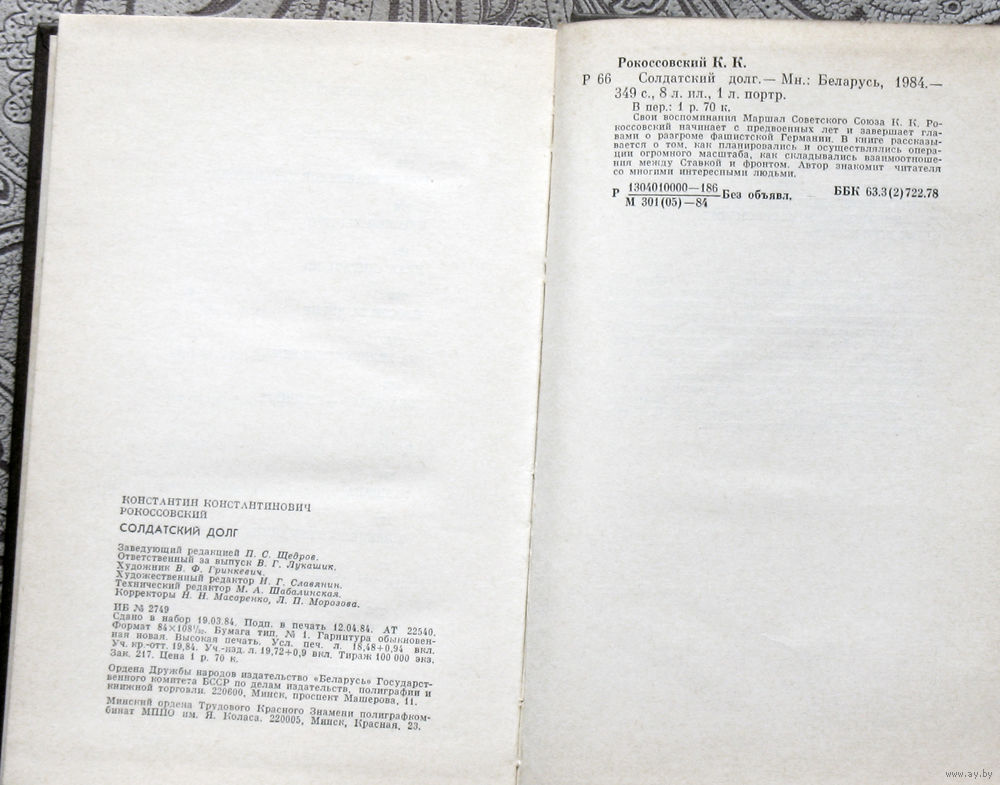 КОНСТАНТИН КОНСТАНТИНОВИЧ
РОКОССОВСКИЙ
СОЛДАТСКИЙ ДОЛГ
Заведующий редакцией П. С. Щедров.
Ответственный за выпуск В. Г. Лукашик.
Художник В. Ф. Гринкевич.
Художественный редактор И. Г. Славянин.
Технический редактор М. А. Шабалинская.
Корректоры Н. Н. Масаренко, Л. П. Морозова.
ИБ № 2749
Сдано в набор 19.03.84. Подп. в печать 12.04.84. АТ 22540.
Формат 84×108¹/₃₂. Бумага тип. № 1. Гарнитура обыкновен-
ная новая. Высокая печать. Усл. печ. л. 18,48+0,94 вкл.
Уч. кр.-отт. 19,84. Уч.-изд. л. 19,72+0,9 вкл. Тираж 100 000 экз.
Зак. 217. Цена 1 р. 70 к.
Ордена Дружбы народов издательство «Беларусь» Государст-
венного комитета БССР по делам издательств, полиграфии и
книжной торговли. 220600, Минск, проспект Машерова, 11.
Минский ордена Трудового Красного Знамени полиграфком-
бинат МППО им. Я. Коласа. 220005, Минск, Красная, 23.
Рокоссовский К. К.
Р 66 Солдатский долг.— Мн.: Беларусь, 1984.—
349 с., 8 л. ил., 1 л. портр.
В пер.: 1 р. 70 к.
Свои воспоминания Маршал Советского Союза К. К. Ро-
коссовский начинает с предвоенных лет и завершает гла-
вами о разгроме фашистской Германии. В книге рассказы-
вается о том, как планировались и осуществлялись опера-
ции огромного масштаба, как складывались взаимоотноше-
ния между Ставкой и фронтом. Автор знакомит читателя
со многими интересными людьми.
Р 1304010000—186 Без объявл. ББК 63.3(2)722.78
М 301(05)—84
www.ay.by